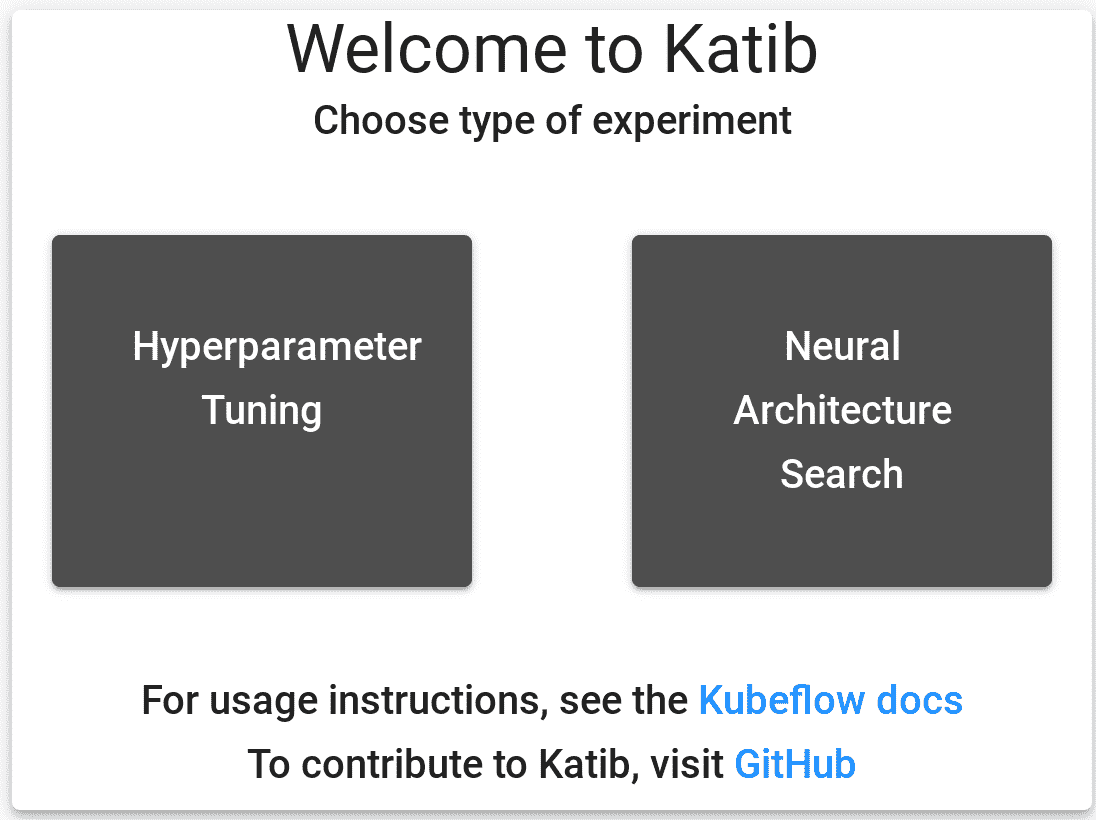 Welcome to Katib
Choose type of experiment
Hyperparameter
Tuning
Neural
Architecture
Search
For usage instructions, see the Kubeflow docs
To contribute to Katib, visit GitHub